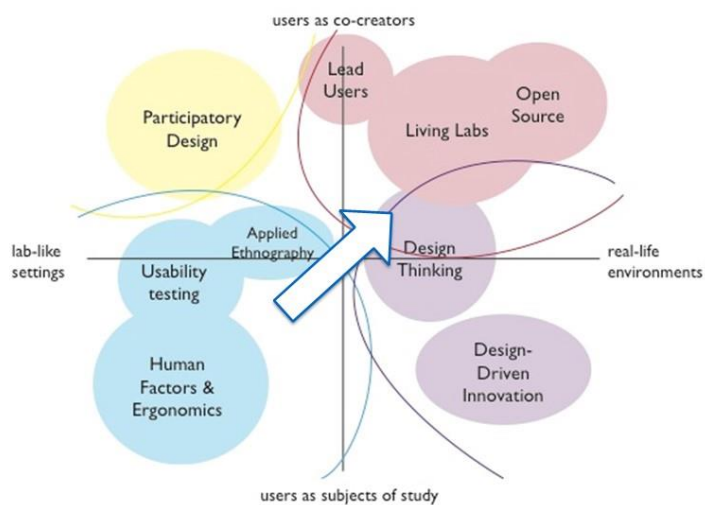 users as co-creators
Lead
Users
Participatory
Design
Living Labs
Open
Source
lab-like
settings
Applied
Ethnography
Usability
testing
Design
Thinking
real-life
environments
Human
Factors &
Ergonomics
Design-
Driven
Innovation
users as subjects of study